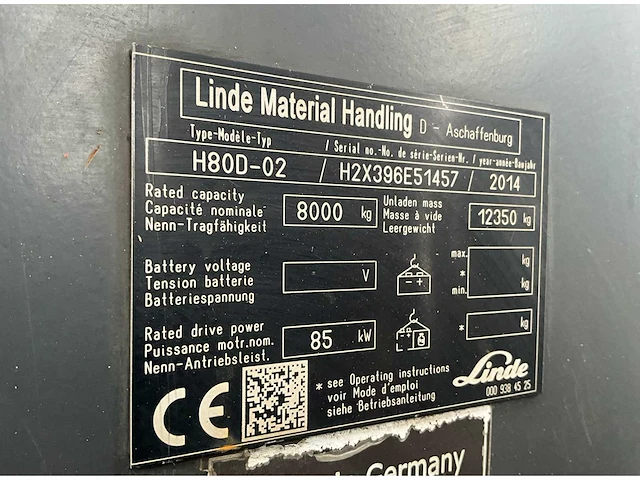 Linde Material Handling D - Aschaffenburg
Type-Modèle-Typ / Serial no.-No. de série-Serien-Nr. / year-année-Baujahr
H80D-02 / H2X396E51457 / 2014
Rated capacity
Capacité nominale
Nenn-Tragfähigkeit
8000 kg
Unladen mass
Masse à vide
Leergewicht
12350 kg
Battery voltage
Tension batterie
Batteriespannung
V
- +
max. kg
*
min. kg
Rated drive power
Puissance motr.nom.
Nenn-Antriebsleist.
85 kW
* kg
CE
* see Operating instructions
voir Mode d'emploi
siehe Betriebsanleitung
Linde
000 938 45 25
Germany